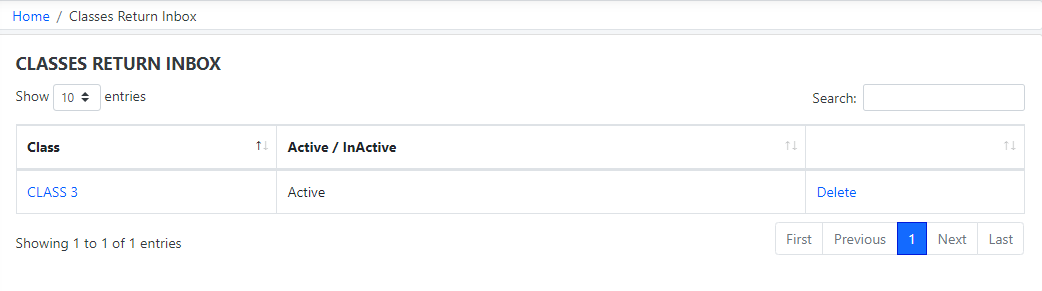 Home / Classes Return Inbox
CLASSES RETURN INBOX
Show 10 entries
Search:
Class Active / InActive
CLASS 3 Active Delete
Showing 1 to 1 of 1 entries
First Previous 1 Next Last